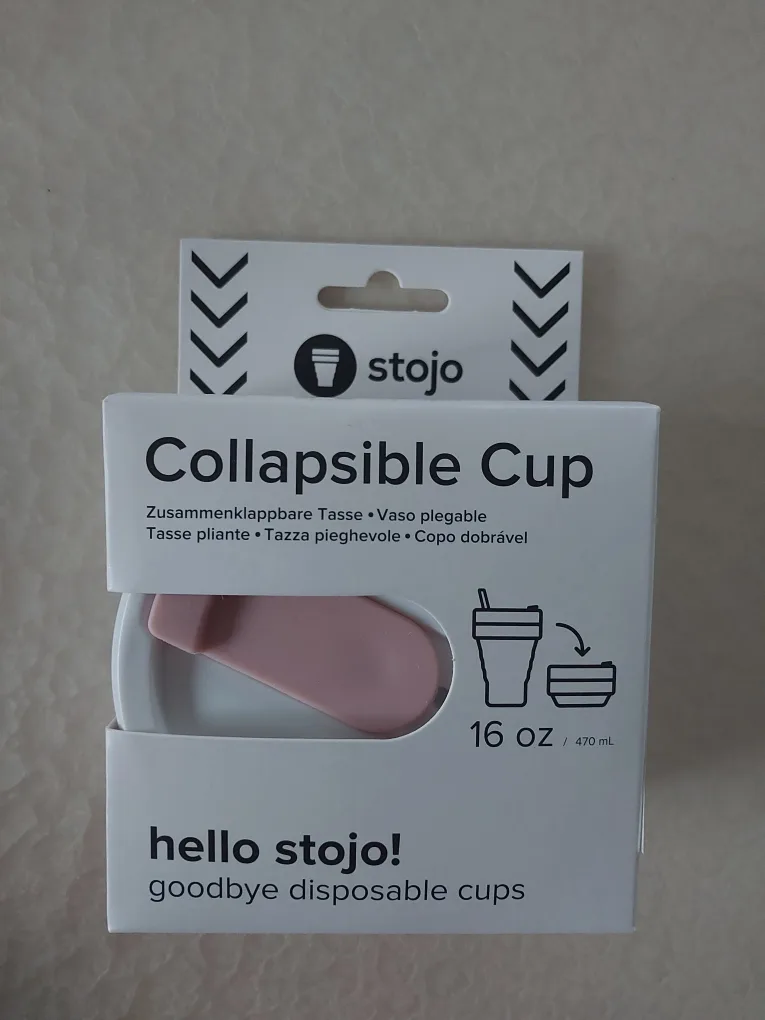 stojo
Collapsible Cup
Zusammenklappbare Tasse • Vaso plegable
Tasse pliante • Tazza pieghevole • Copo dobrável
16 oz / 470 mL
hello stojo!
goodbye disposable cups